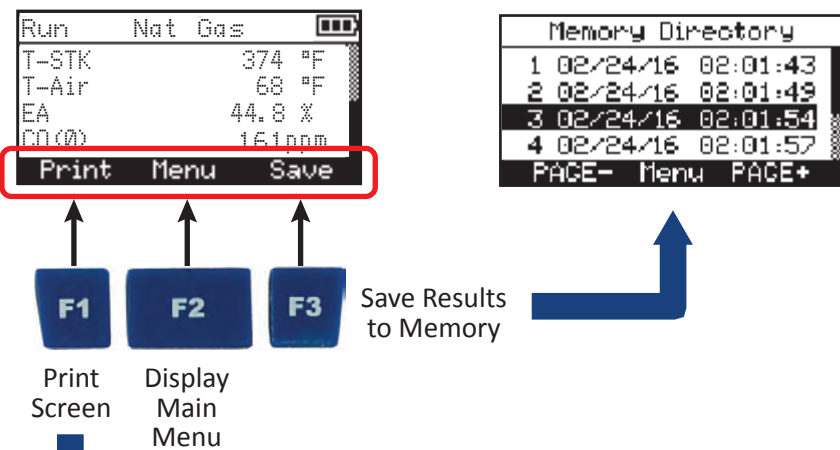 Run Nat Gas
T-STK 374 °F
T-Air 68 °F
EA 44.8 %
CO(0) 161ppm
Print Menu Save
F1 F2 F3
Print
Screen
Display
Main
Menu
Save Results
to Memory
Memory Directory
1 02/24/16 02:01:43
2 02/24/16 02:01:49
3 02/24/16 02:01:54
4 02/24/16 02:01:57
PAGE- Menu PAGE+